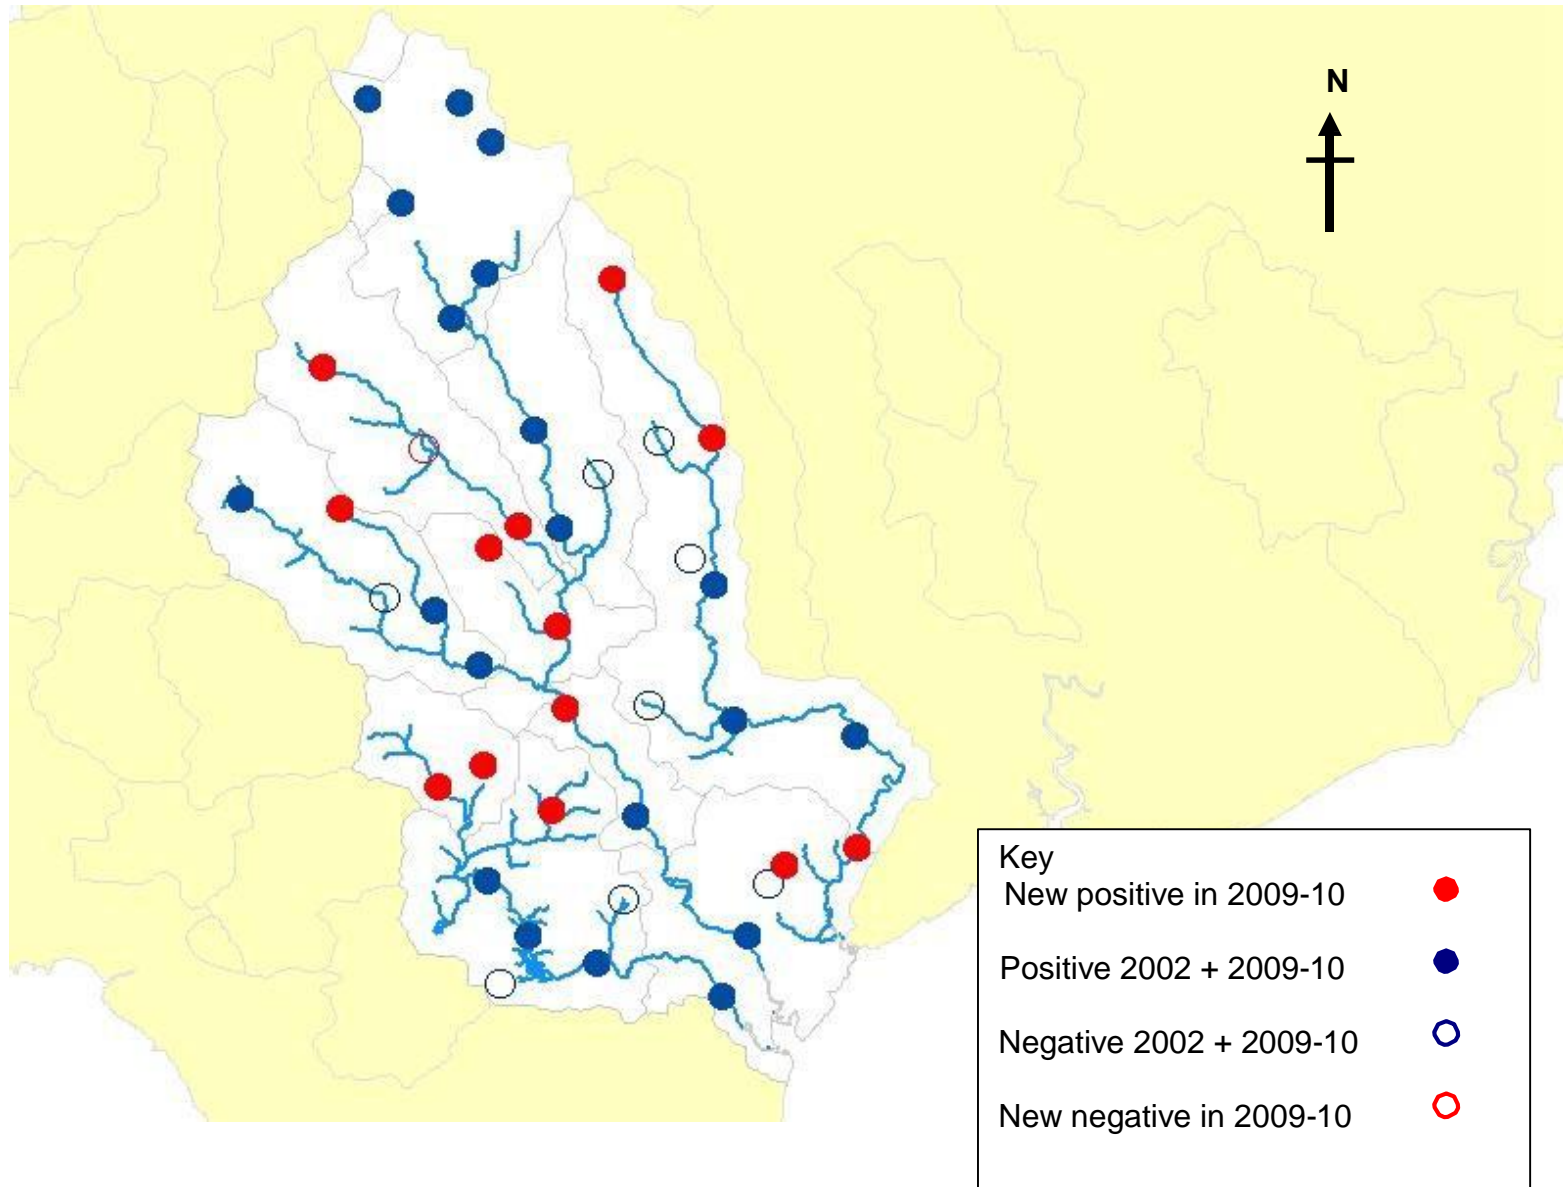 N
Key
New positive in 2009-10
Positive 2002 + 2009-10
Negative 2002 + 2009-10
New negative in 2009-10